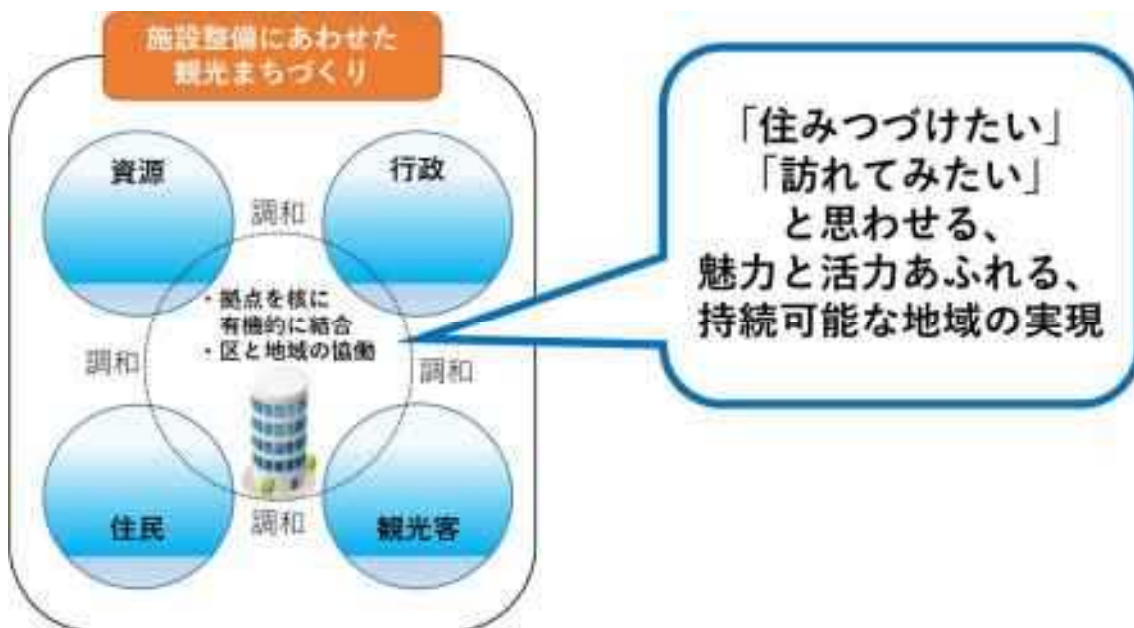 施設整備にあわせた
観光まちづくり
資源
行政
調和
・拠点を核に
有機的に結合
・区と地域の協働
調和
調和
住民
調和
観光客
「住みつづけたい」
「訪れてみたい」
と思わせる、
魅力と活力あふれる、
持続可能な地域の実現